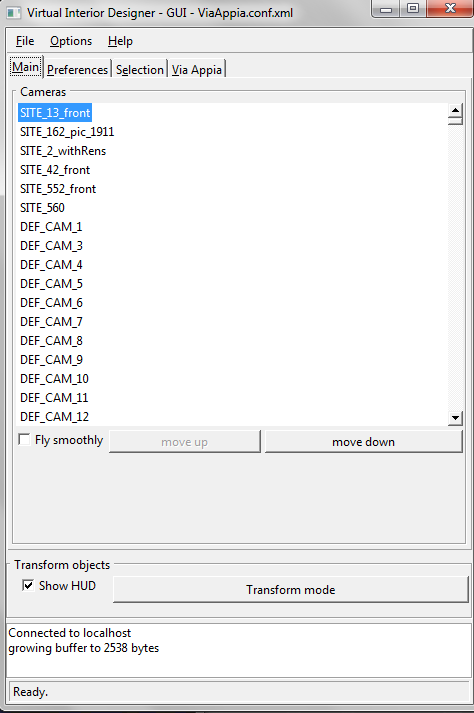 Virtual Interior Designer - GUI - ViaAppia.conf.xml
File Options Help
Main Preferences Selection Via Appia
Cameras
SITE_13_front
SITE_162_pic_1911
SITE_2_withRens
SITE_42_front
SITE_552_front
SITE_560
DEF_CAM_1
DEF_CAM_3
DEF_CAM_4
DEF_CAM_5
DEF_CAM_6
DEF_CAM_7
DEF_CAM_8
DEF_CAM_9
DEF_CAM_10
DEF_CAM_11
DEF_CAM_12
Fly smoothly move up move down
Transform objects
Show HUD Transform mode
Connected to localhost
growing buffer to 2538 bytes
Ready.